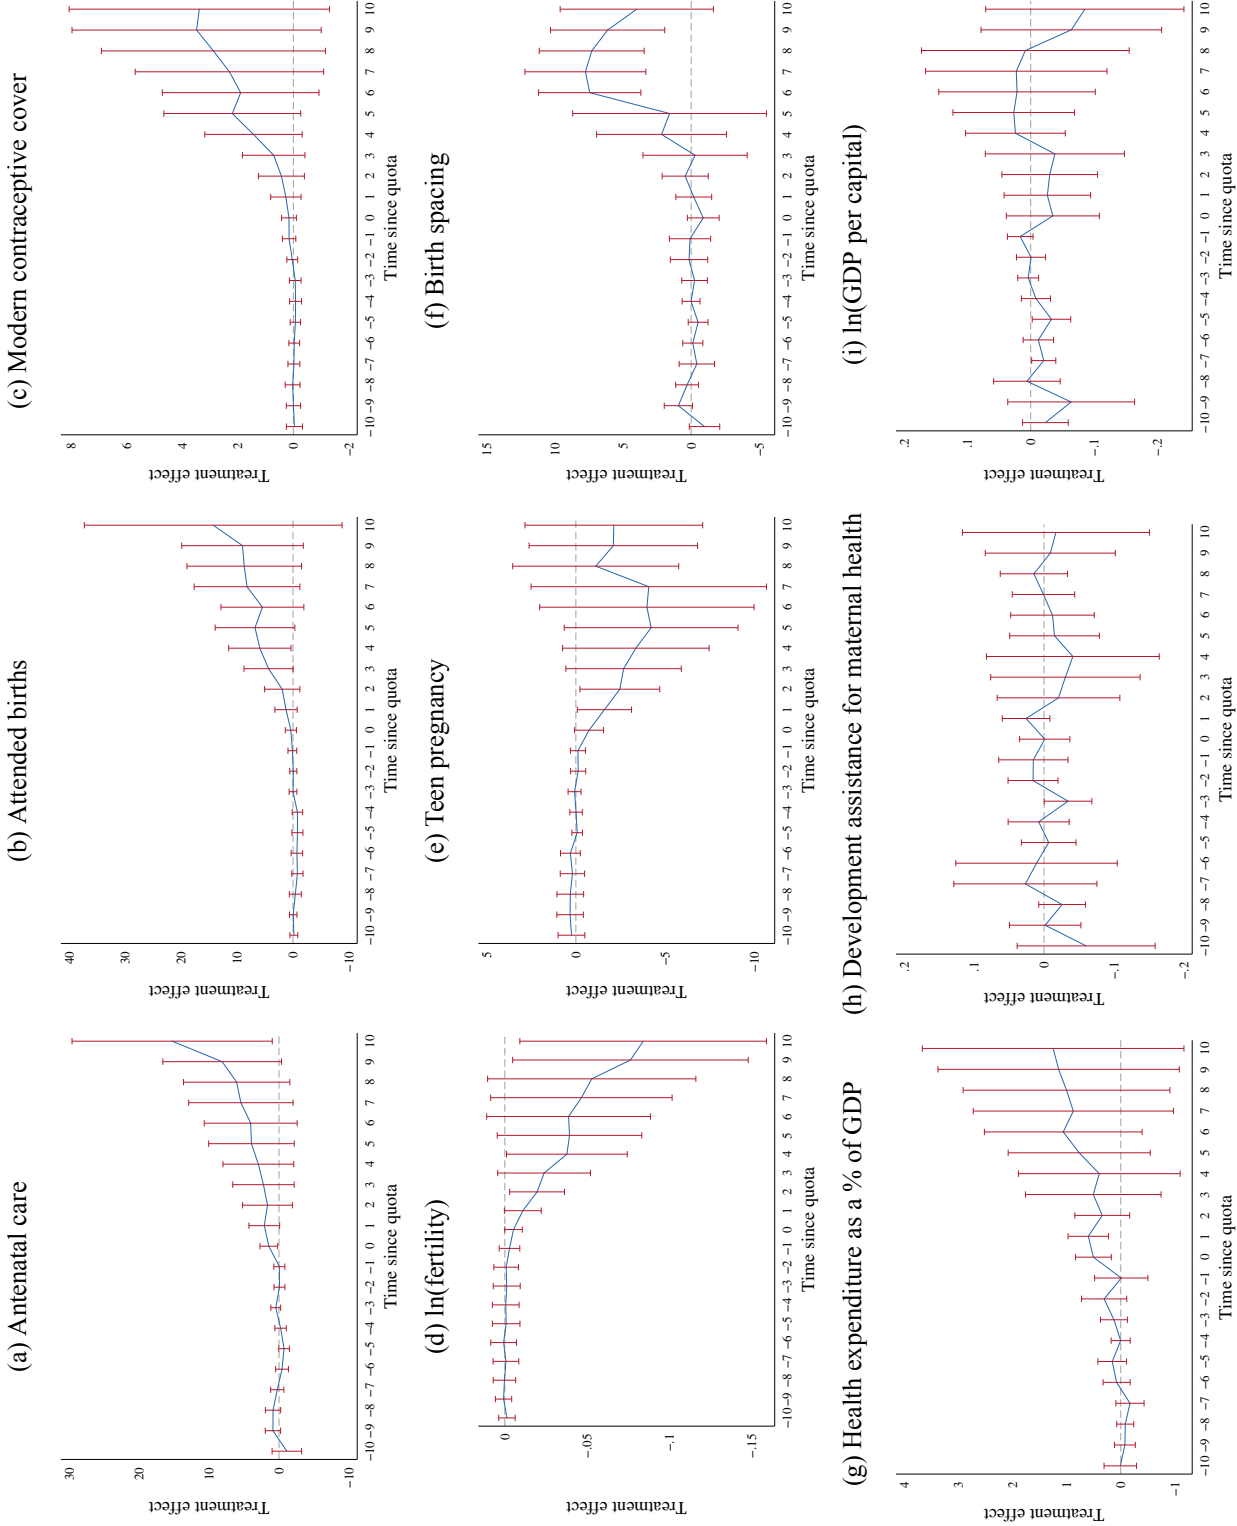 (a) Antenatal care
Treatment effect
30
20
10
0
−10
−10 −9 −8 −7 −6 −5 −4 −3 −2 −1 0 1 2 3 4 5 6 7 8 9 10
Time since quota
(b) Attended births
Treatment effect
40
30
20
10
0
−10
−10 −9 −8 −7 −6 −5 −4 −3 −2 −1 0 1 2 3 4 5 6 7 8 9 10
Time since quota
(c) Modern contraceptive cover
Treatment effect
8
6
4
2
0
−2
−10 −9 −8 −7 −6 −5 −4 −3 −2 −1 0 1 2 3 4 5 6 7 8 9 10
Time since quota
(d) ln(fertility)
Treatment effect
0
−.05
−.1
−.15
−10 −9 −8 −7 −6 −5 −4 −3 −2 −1 0 1 2 3 4 5 6 7 8 9 10
Time since quota
(e) Teen pregnancy
Treatment effect
5
0
−5
−10
−10 −9 −8 −7 −6 −5 −4 −3 −2 −1 0 1 2 3 4 5 6 7 8 9 10
Time since quota
(f) Birth spacing
Treatment effect
15
10
5
0
−5
−10 −9 −8 −7 −6 −5 −4 −3 −2 −1 0 1 2 3 4 5 6 7 8 9 10
Time since quota
(g) Health expenditure as a % of GDP
Treatment effect
4
3
2
1
0
−1
−10 −9 −8 −7 −6 −5 −4 −3 −2 −1 0 1 2 3 4 5 6 7 8 9 10
Time since quota
(h) Development assistance for maternal health
Treatment effect
.2
.1
0
−.1
−.2
−10 −9 −8 −7 −6 −5 −4 −3 −2 −1 0 1 2 3 4 5 6 7 8 9 10
Time since quota
(i) ln(GDP per capital)
Treatment effect
.2
.1
0
−.1
−.2
−10 −9 −8 −7 −6 −5 −4 −3 −2 −1 0 1 2 3 4 5 6 7 8 9 10
Time since quota